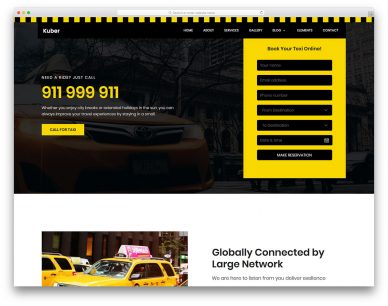 Kuber
HOME ABOUT SERVICES GALLERY BLOG ELEMENTS CONTACT
NEED A RIDE? JUST CALL
911 999 911
Whether you enjoy city breaks or extended holidays in the sun, you can
always improve your travel experiences by staying in a small.
CALL FOR TAXI
Book Your Taxi Online!
Your name
Email address
Phone number
From Destination
To Destination
Date & time
MAKE RESERVATION
Globally Connected by
Large Network
We are here to listen from you deliver exellence